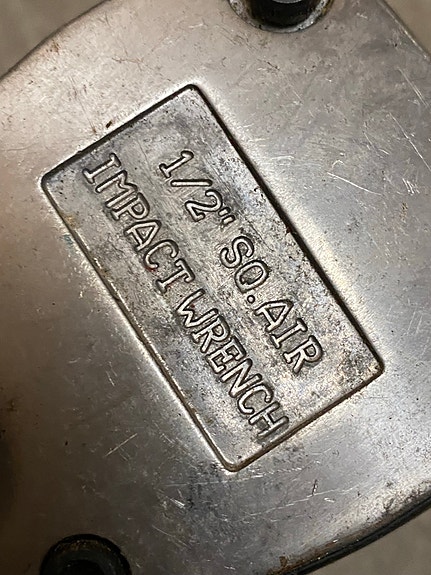 1/2" SQ.AIR
IMPACT WRENCH